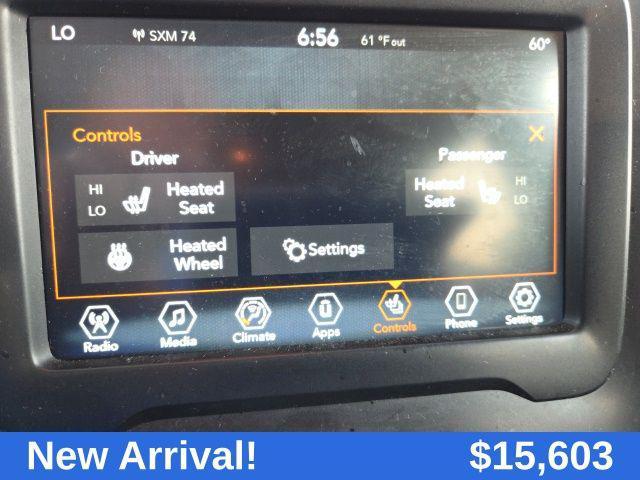 LO SXM 74 6:56 61 °F out 60°
Controls
Driver Passenger
HI
LO
Heated
Seat
Heated
Seat
HI
LO
Heated
Wheel
Settings
Radio Media Climate Apps Controls Phone Settings
New Arrival! $15,603